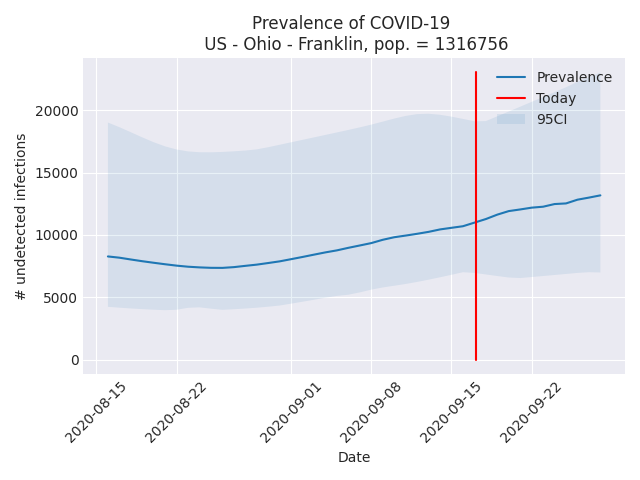 Prevalence of COVID-19
US - Ohio - Franklin, pop. = 1316756
Prevalence
Today
95CI
# undetected infections
20000
15000
10000
5000
0
2020-08-15
2020-08-22
2020-09-01
2020-09-08
2020-09-15
2020-09-22
Date